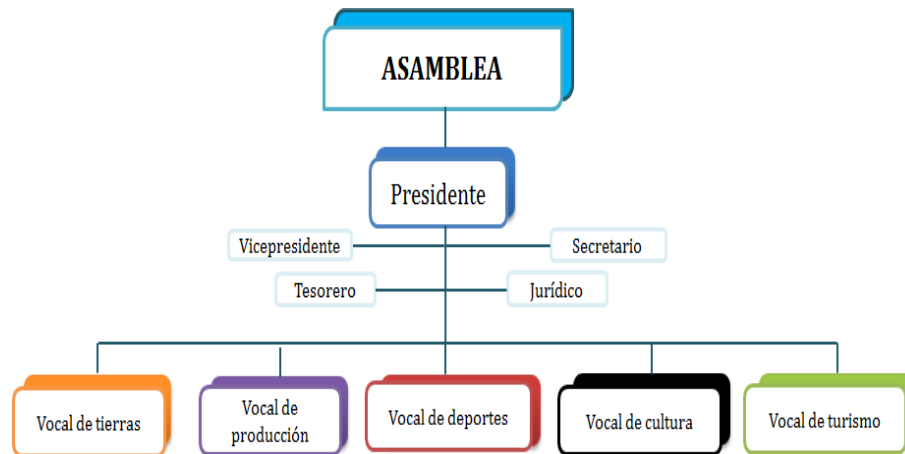 ASAMBLEA
Presidente
Vicepresidente
Secretario
Tesorero
Jurídico
Vocal de tierras
Vocal de
producción
Vocal de deportes
Vocal de cultura
Vocal de turismo